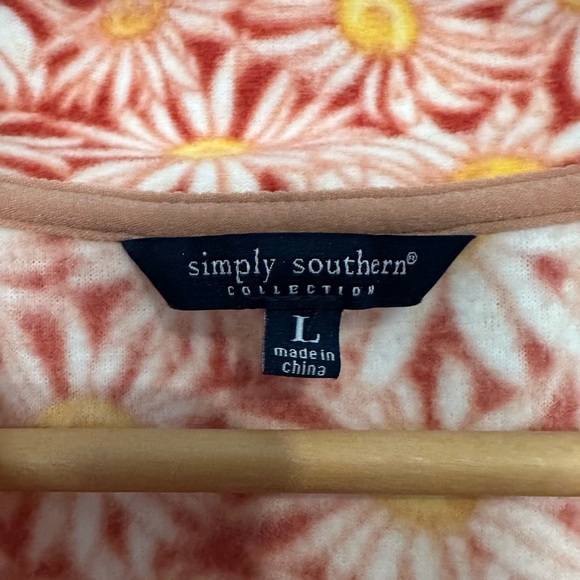 simply southern®
COLLECTION
L
made in
china